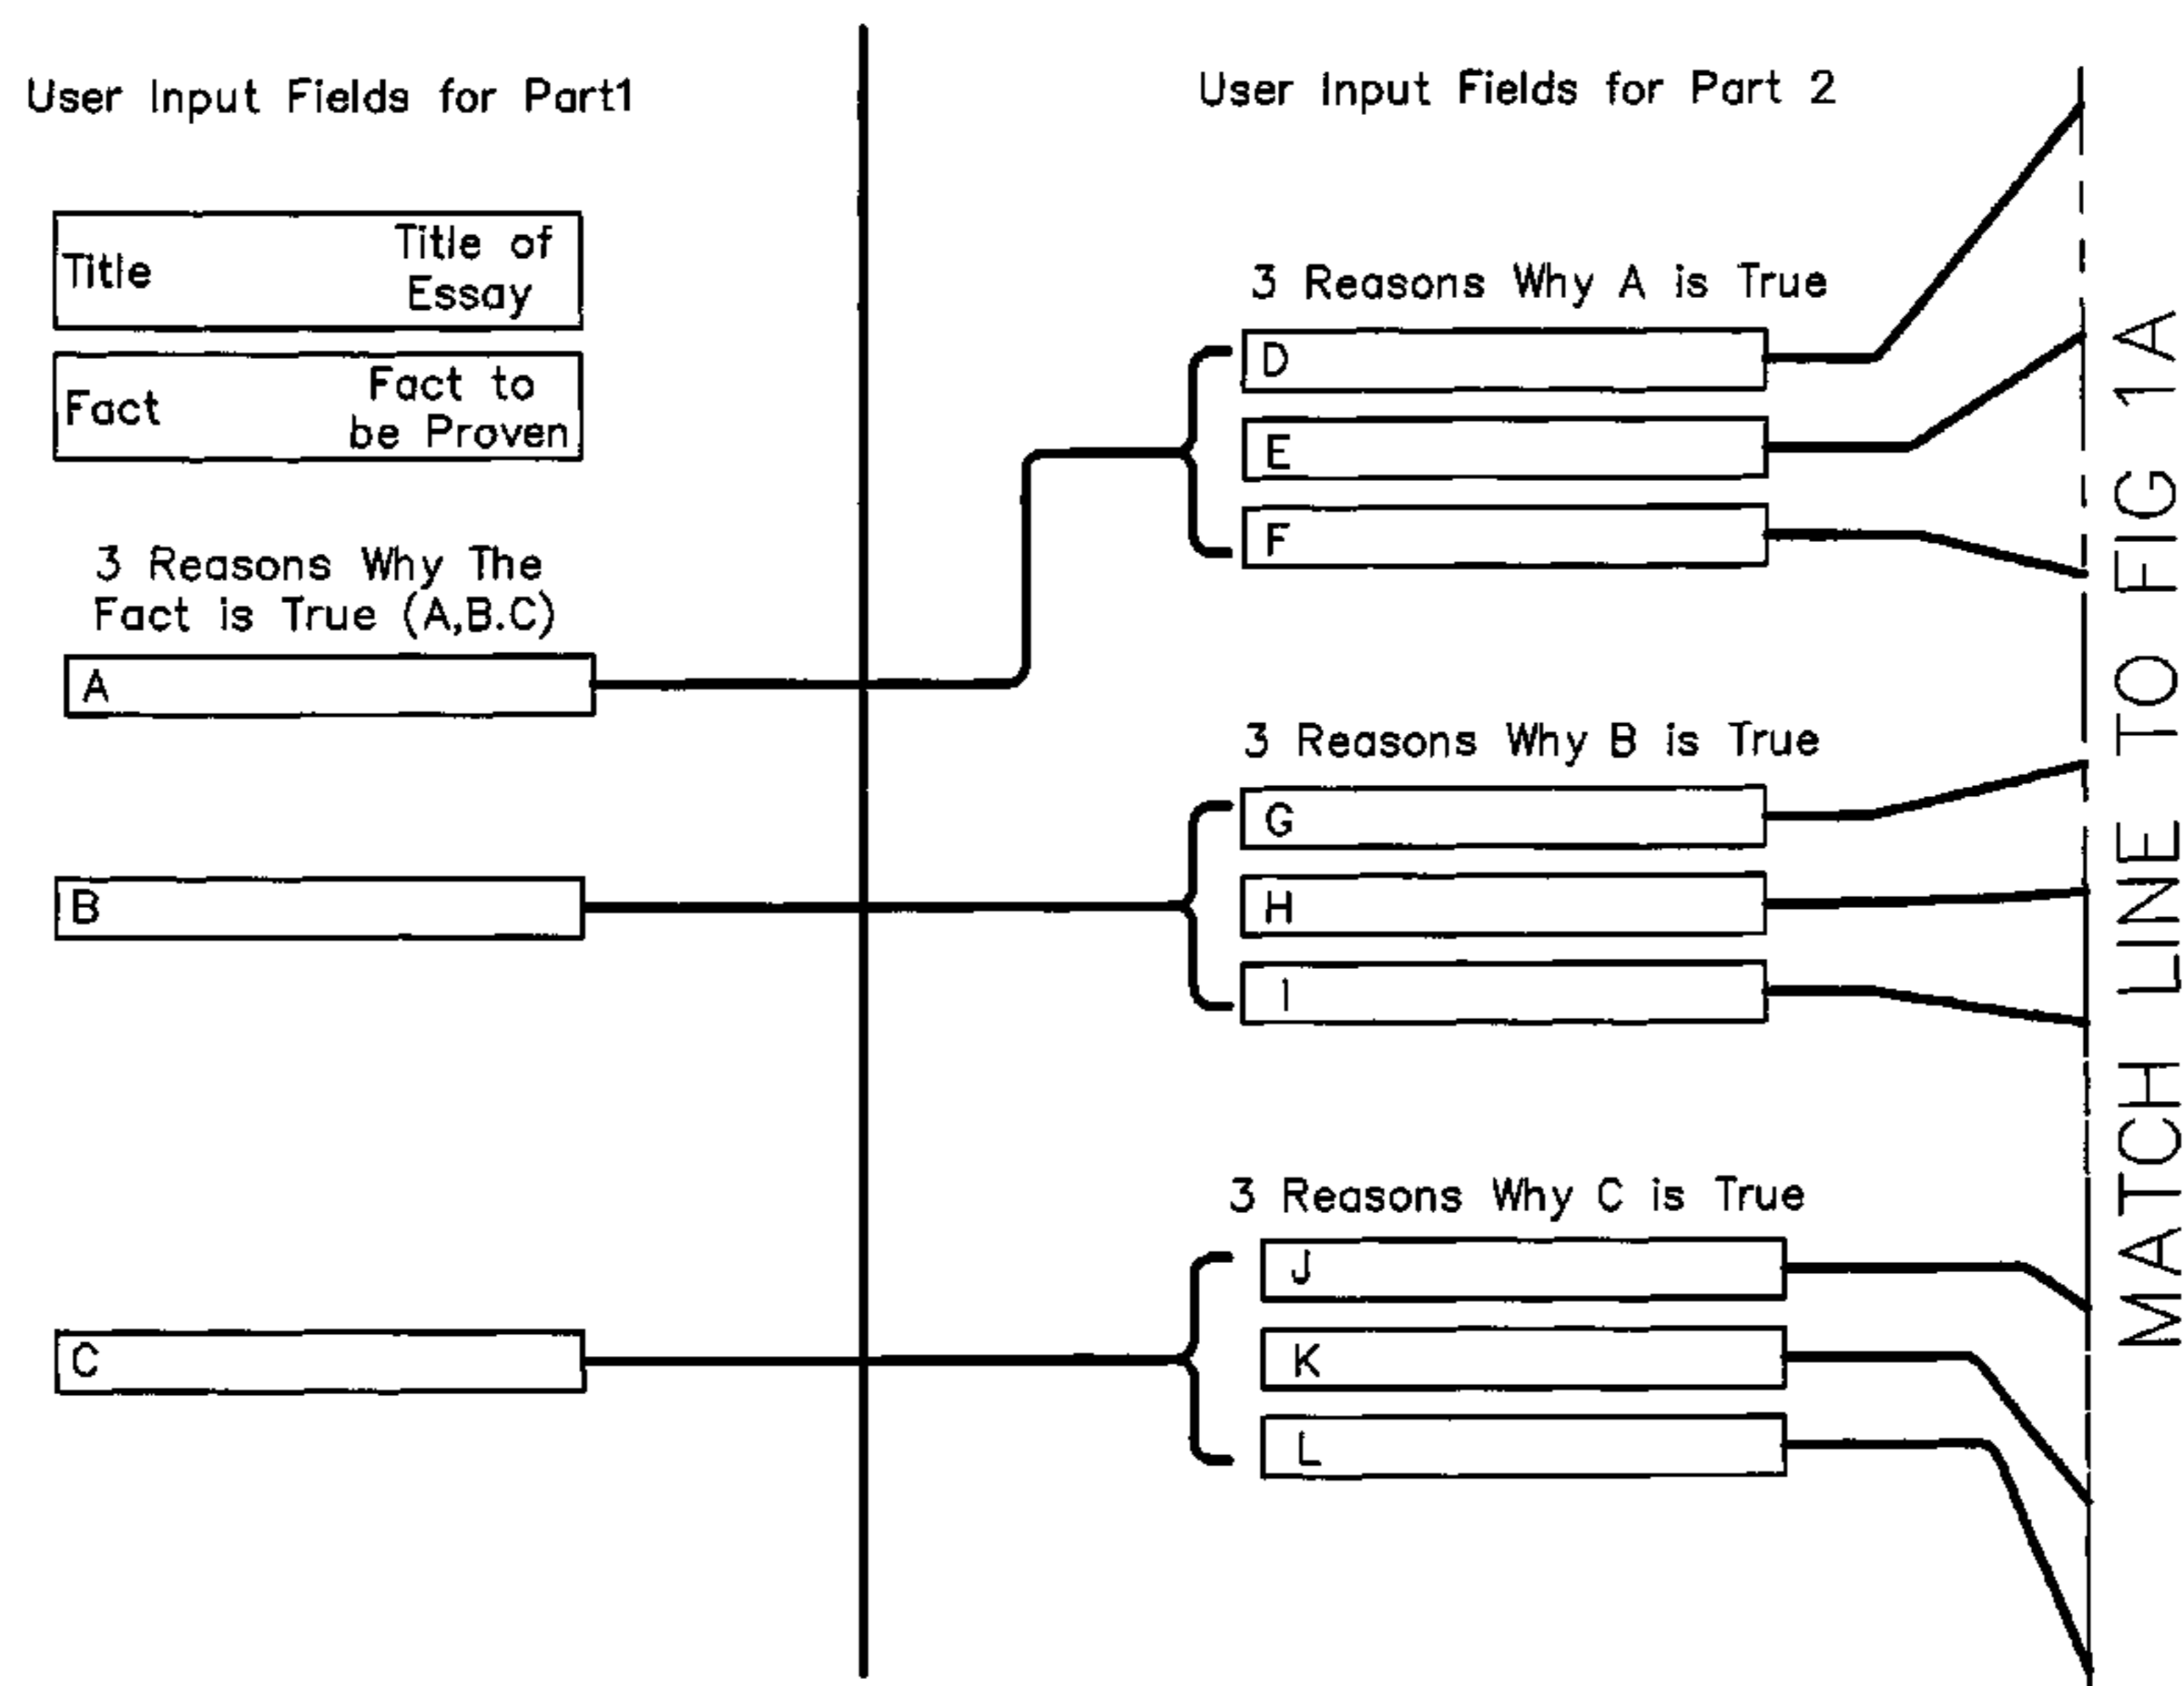 User Input Fields for Part1
Title
Title of
Essay
Fact
Fact to
be Proven
3 Reasons Why The
Fact is True (A,B.C)
A
B
C
User Input Fields for Part 2
3 Reasons Why A is True
D
E
F
3 Reasons Why B is True
G
H
I
3 Reasons Why C is True
J
K
L
MATCH LINE TO FIG 1A